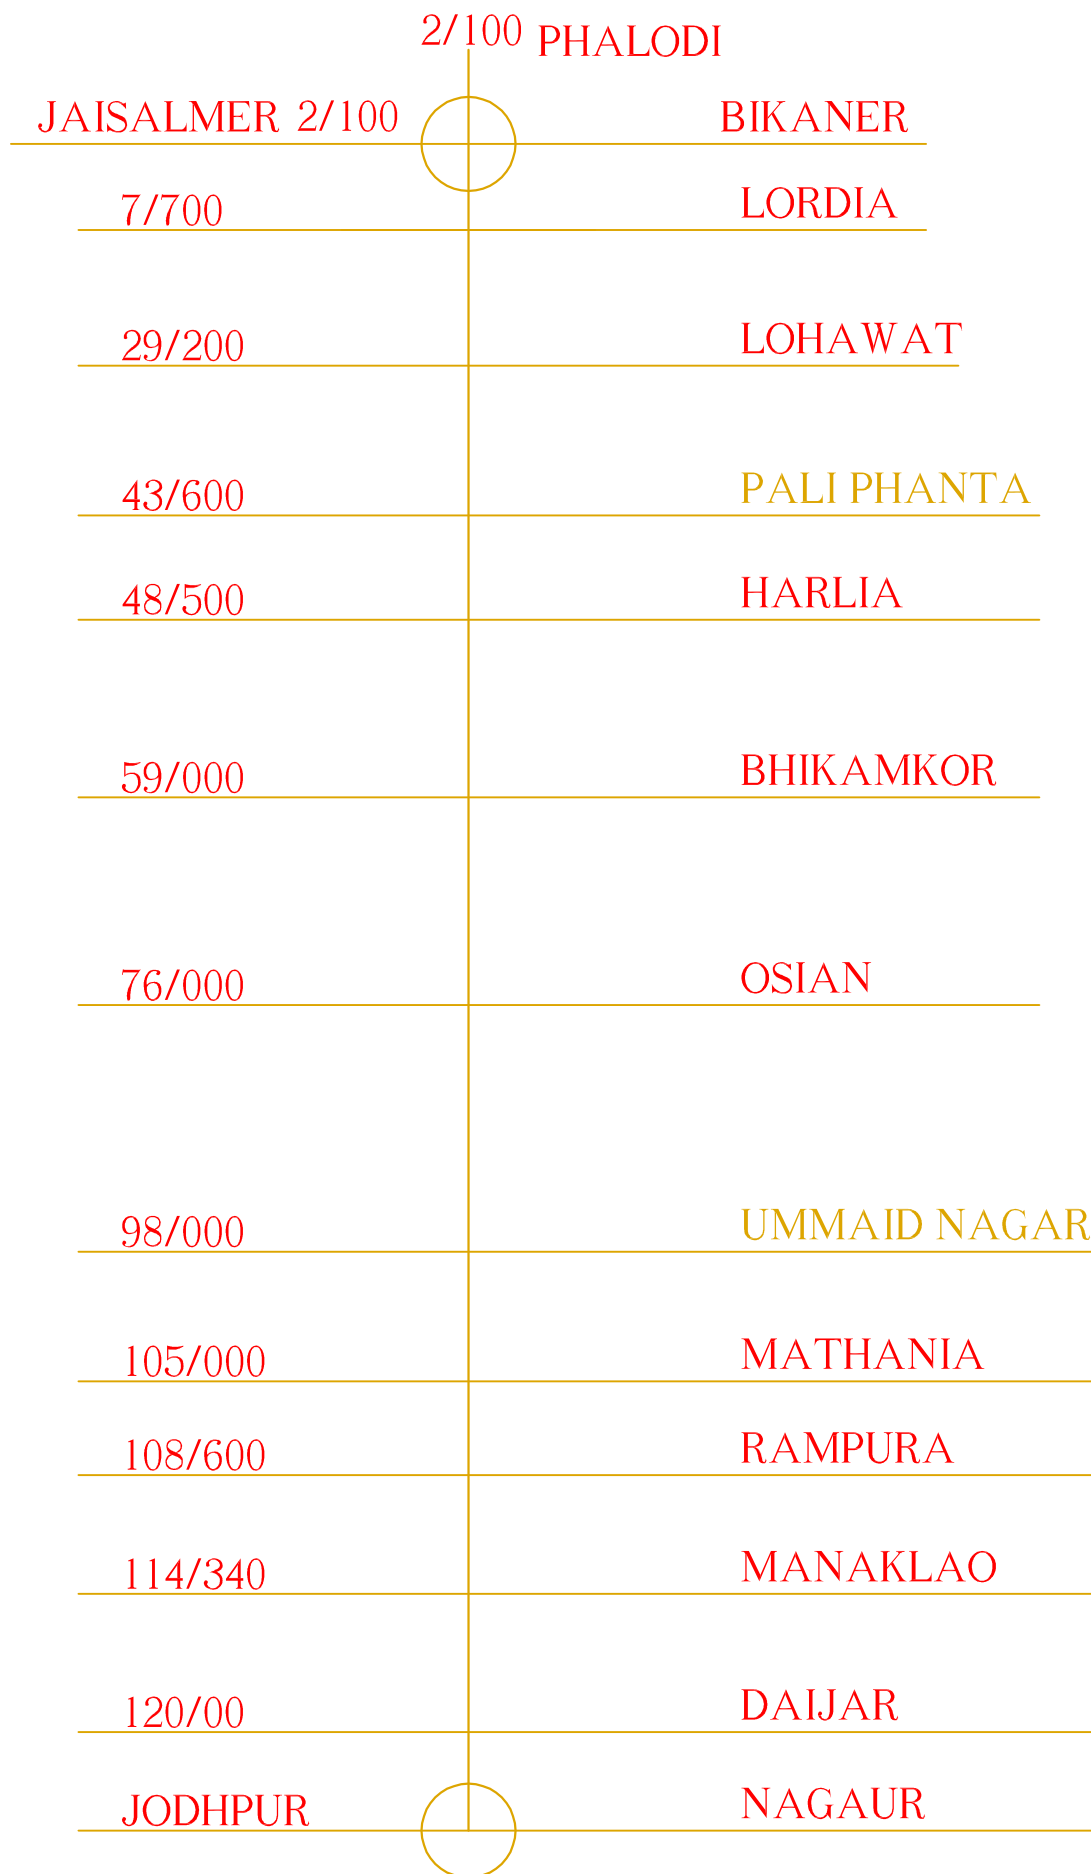 2/100 PHALODI
JAISALMER 2/100 BIKANER
7/700 LORDIA
29/200 LOHAWAT
43/600 PALI PHANTA
48/500 HARLIA
59/000 BHIKAMKOR
76/000 OSIAN
98/000 UMMAID NAGAR
105/000 MATHANIA
108/600 RAMPURA
114/340 MANAKLAO
120/00 DAIJAR
JODHPUR NAGAUR